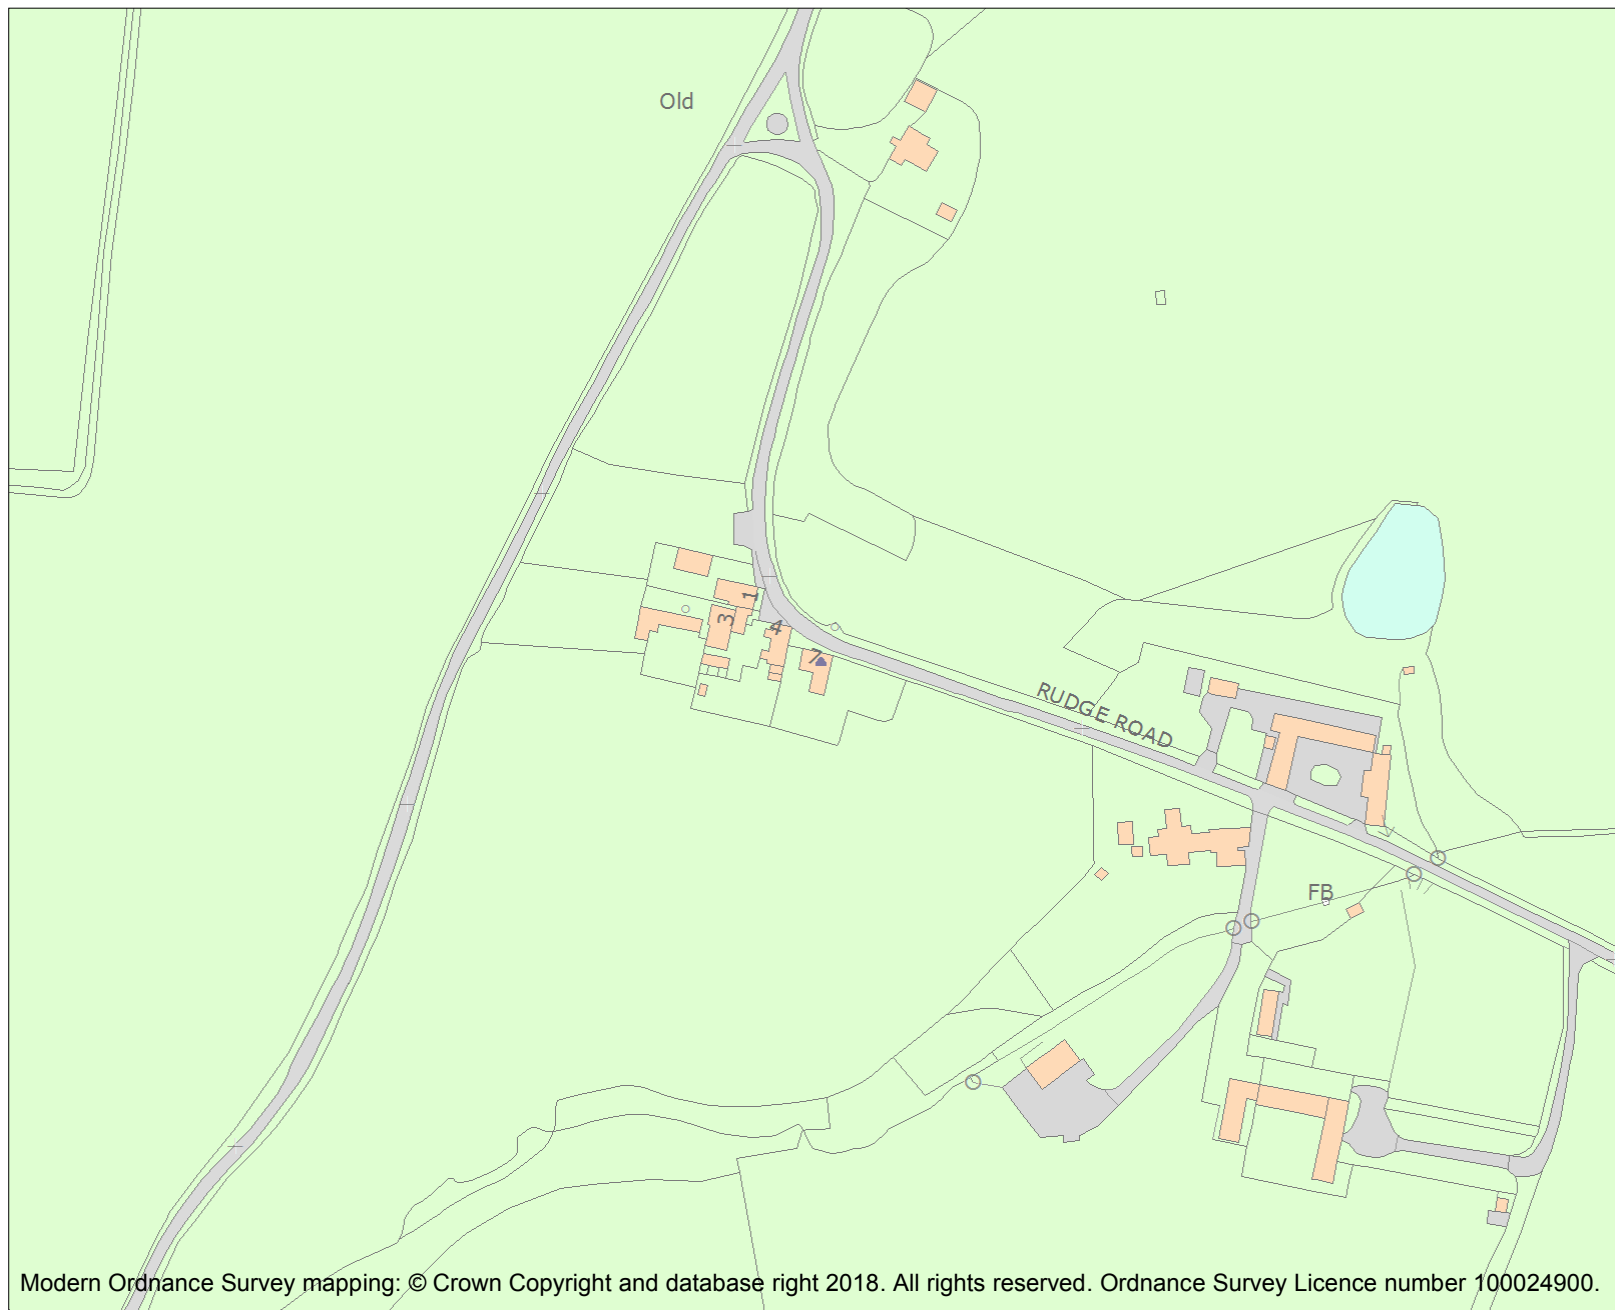 Old
1
3
4
7
RUDGE ROAD
FB
Modern Ordnance Survey mapping: © Crown Copyright and database right 2018. All rights reserved. Ordnance Survey Licence number 100024900.